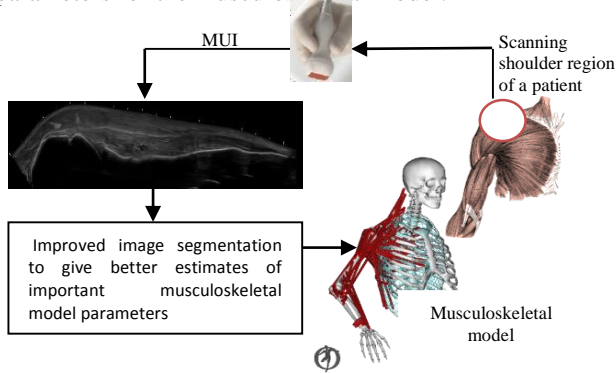 MUI
Scanning
shoulder region
of a patient
Improved image segmentation
to give better estimates of
important musculoskeletal
model parameters
Musculoskeletal
model